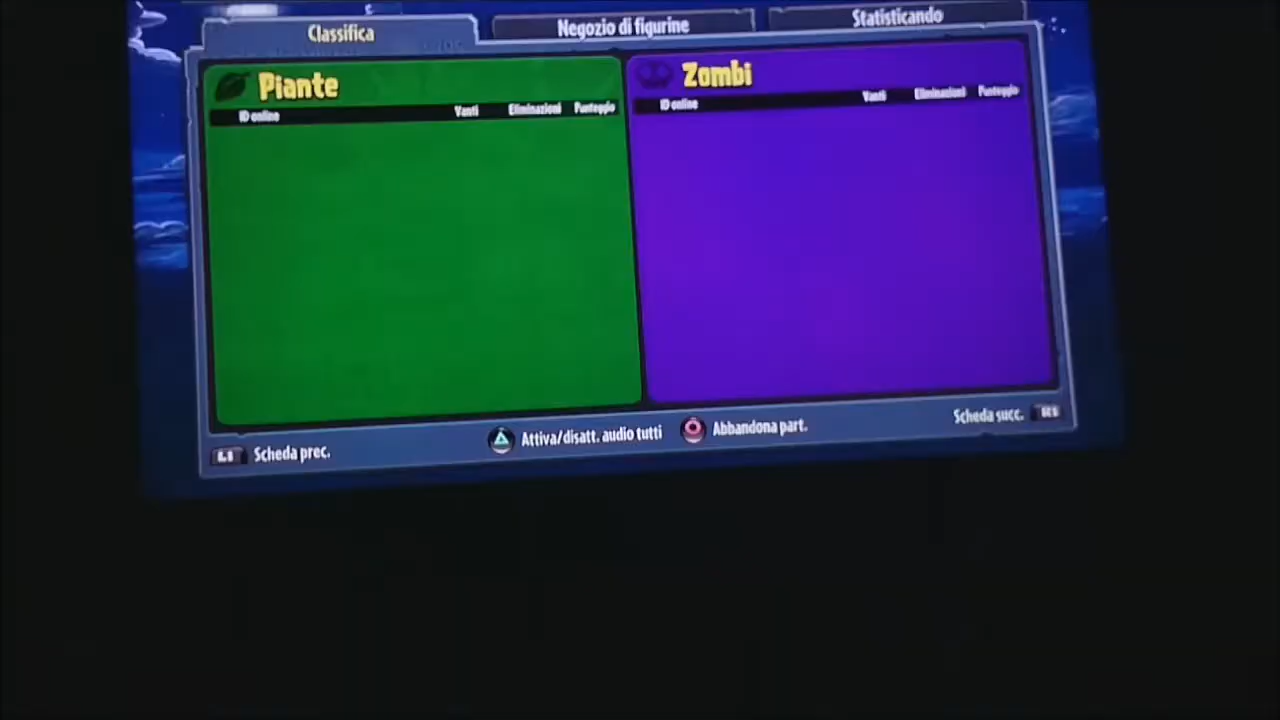 Classifica
Negozio di figurine
Statisticando
Piante
ID online Vanti Eliminazioni Punteggio
Zombi
ID online Vanti Eliminazioni Punteggio
Scheda prec.
Attiva/disatt. audio tutti
Abbandona part.
Scheda succ.